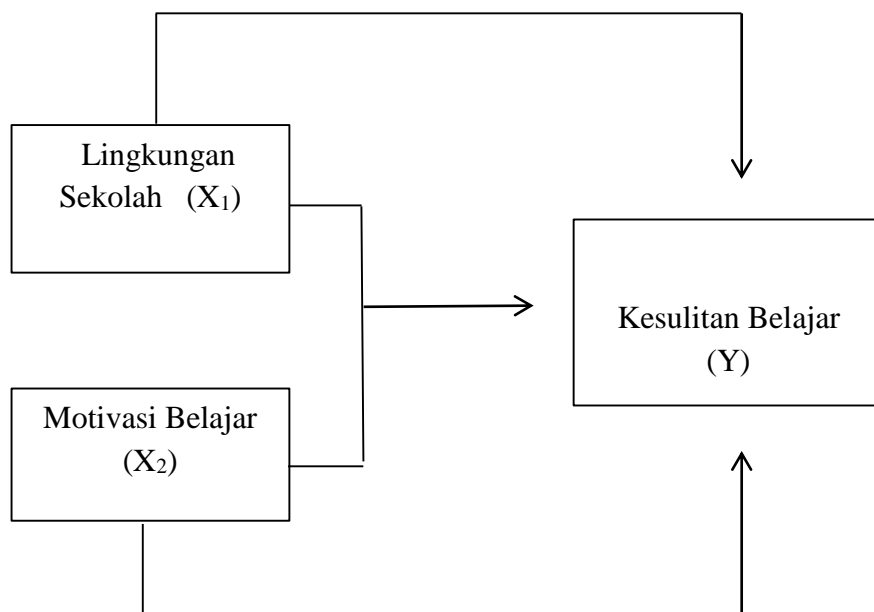 Lingkungan
Sekolah (X₁)
Motivasi Belajar
(X₂)
Kesulitan Belajar
(Y)